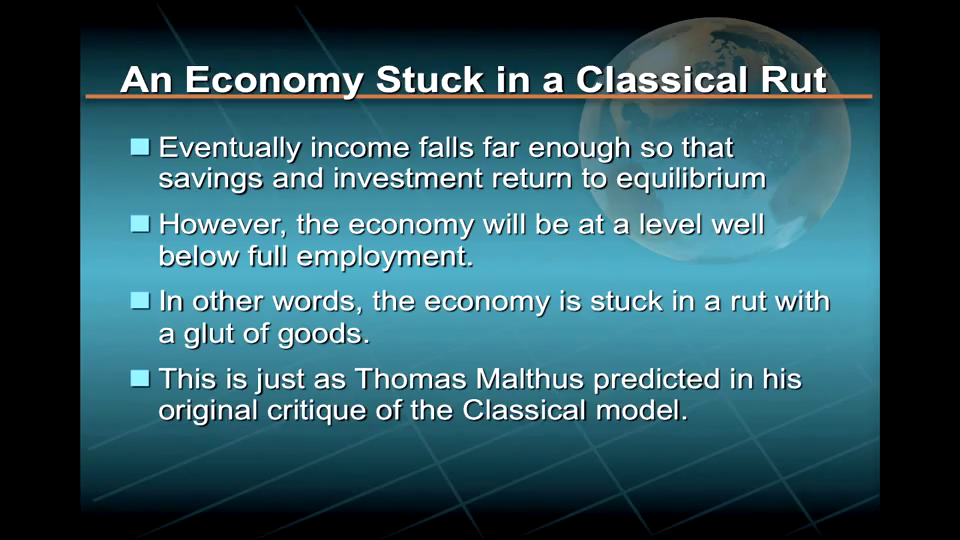 An Economy Stuck in a Classical Rut
Eventually income falls far enough so that
savings and investment return to equilibrium
However, the economy will be at a level well
below full employment.
In other words, the economy is stuck in a rut with
a glut of goods.
This is just as Thomas Malthus predicted in his
original critique of the Classical model.